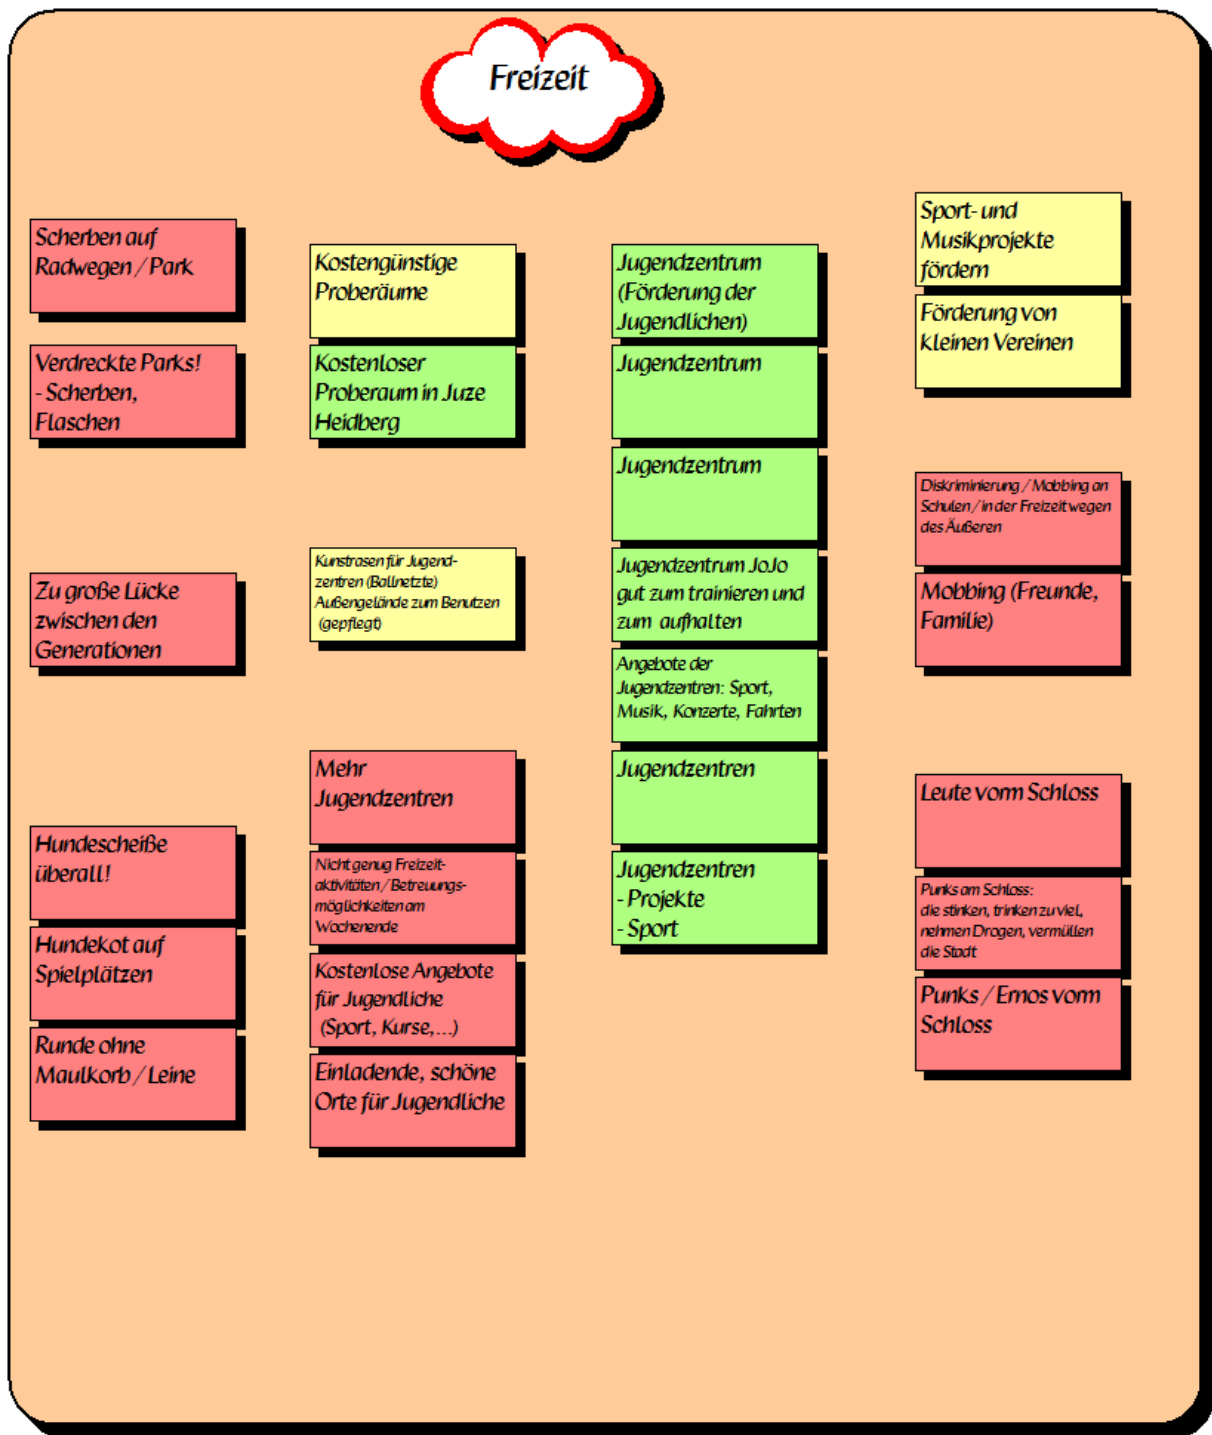 Freizeit
Scherben auf
Radwegen / Park
Verdreckte Parks!
- Scherben,
Flaschen
Zu große Lücke
zwischen den
Generationen
Hundescheiße
überall!
Hundekot auf
Spielplätzen
Runde ohne
Maulkorb / Leine
Kostengünstige
Proberäume
Kostenloser
Proberaum in Juze
Heidberg
Kunstrasen für Jugend-
zentren (Ballnetzte)
Außengelände zum Benutzen
(gepflegt)
Mehr
Jugendzentren
Nicht genug Freizeit-
aktivitäten / Betreuungs-
möglichkeiten am
Wochenende
Kostenlose Angebote
für Jugendliche
(Sport, Kurse,...)
Einladende, schöne
Orte für Jugendliche
Jugendzentrum
(Förderung der
Jugendlichen)
Jugendzentrum
Jugendzentrum
Jugendzentrum JoJo
gut zum trainieren und
zum aufhalten
Angebote der
Jugendzentren: Sport,
Musik, Konzerte, Fahrten
Jugendzentren
Jugendzentren
- Projekte
- Sport
Sport- und
Musikprojekte
fördern
Förderung von
kleinen Vereinen
Diskriminierung / Mobbing an
Schulen / in der Freizeit wegen
des Äußeren
Mobbing (Freunde,
Familie)
Leute vorm Schloss
Punks am Schloss:
die stinken, trinken zu viel,
nehmen Drogen, vermüllen
die Stadt
Punks / Emos vorm
Schloss